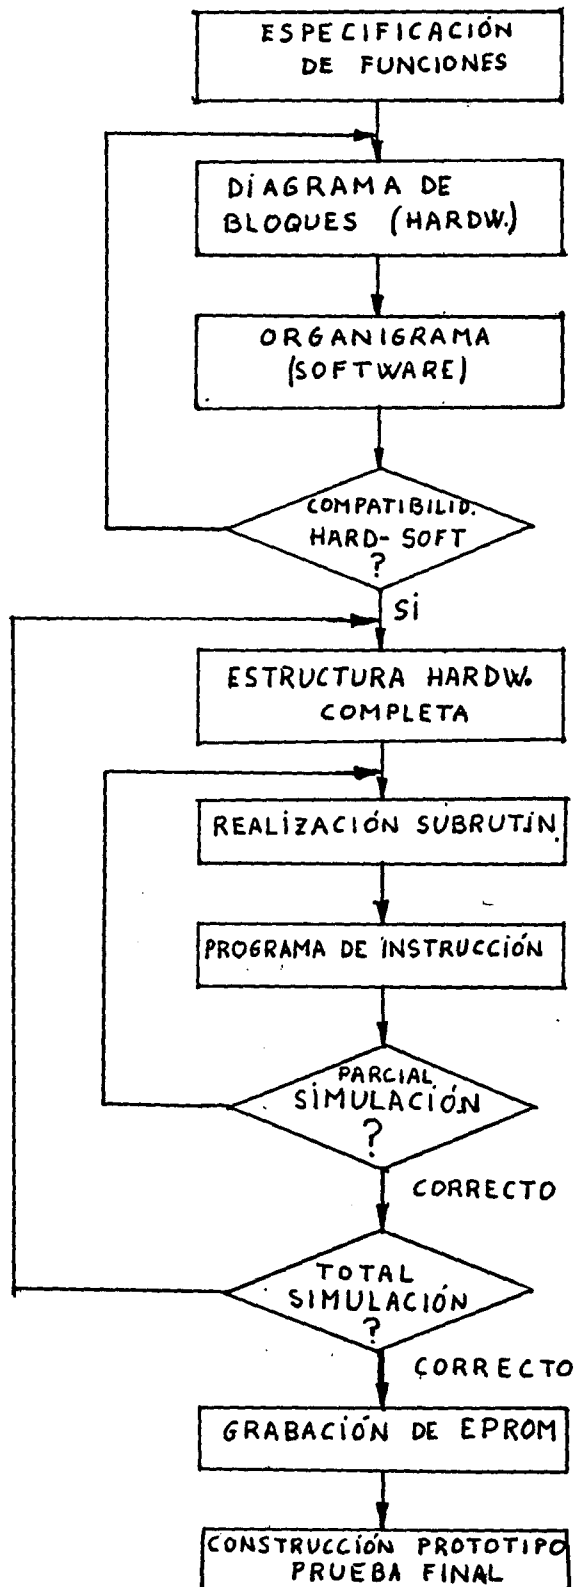 ESPECIFICACIÓN
DE FUNCIONES
DIAGRAMA DE
BLOQUES (HARDW.)
ORGANIGRAMA
(SOFTWARE)
COMPATIBILID.
HARD- SOFT
?
SI
ESTRUCTURA HARDW.
COMPLETA
REALIZACIÓN SUBRUTIN.
PROGRAMA DE INSTRUCCIÓN
PARCIAL
SIMULACIÓN
?
CORRECTO
TOTAL
SIMULACIÓN
?
CORRECTO
GRABACIÓN DE EPROM
CONSTRUCCIÓN PROTOTIPO
PRUEBA FINAL